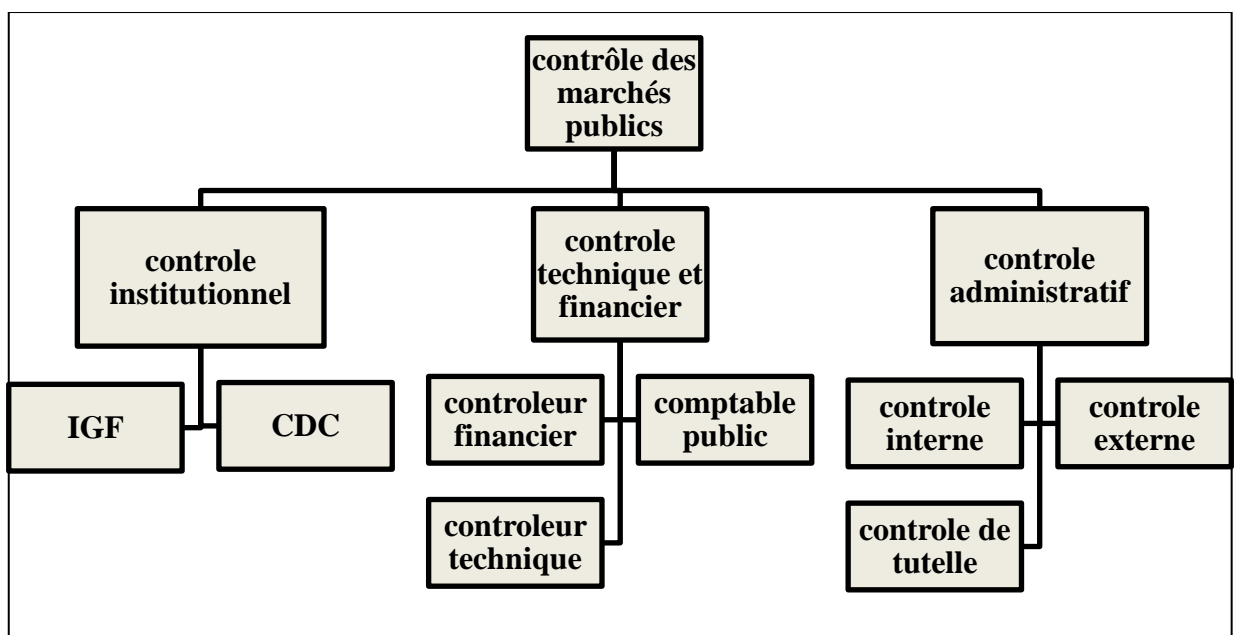 contrôle des
marchés
publics
controle
institutionnel
controle
technique et
financier
controle
administratif
IGF
CDC
controleur
financier
comptable
public
controle
interne
controle
externe
controleur
technique
controle de
tutelle